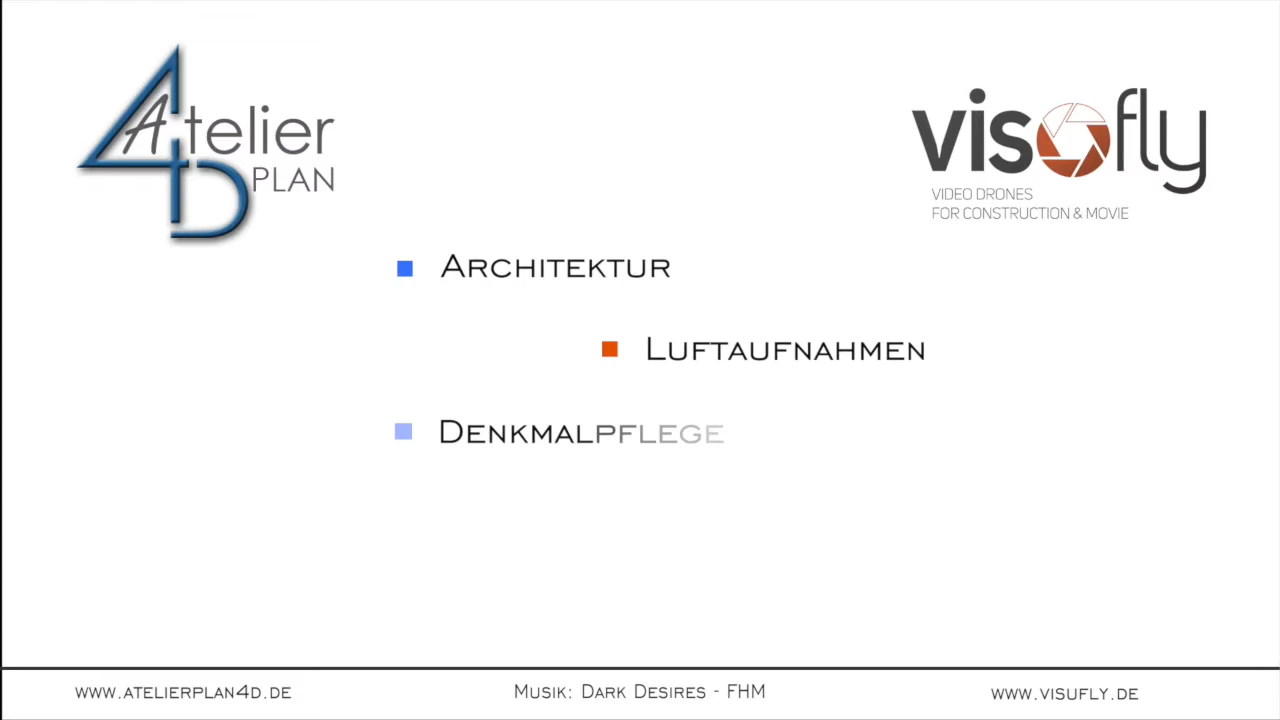 4D Atelier
PLAN
visofly
VIDEO DRONES
FOR CONSTRUCTION & MOVIE
ARCHITEKTUR
LUFTAUFNAHMEN
DENKMALPFLEGE
WWW.ATELIERPLAN4D.DE
MUSIK: DARK DESIRES - FHM
WWW.VISUFLY.DE